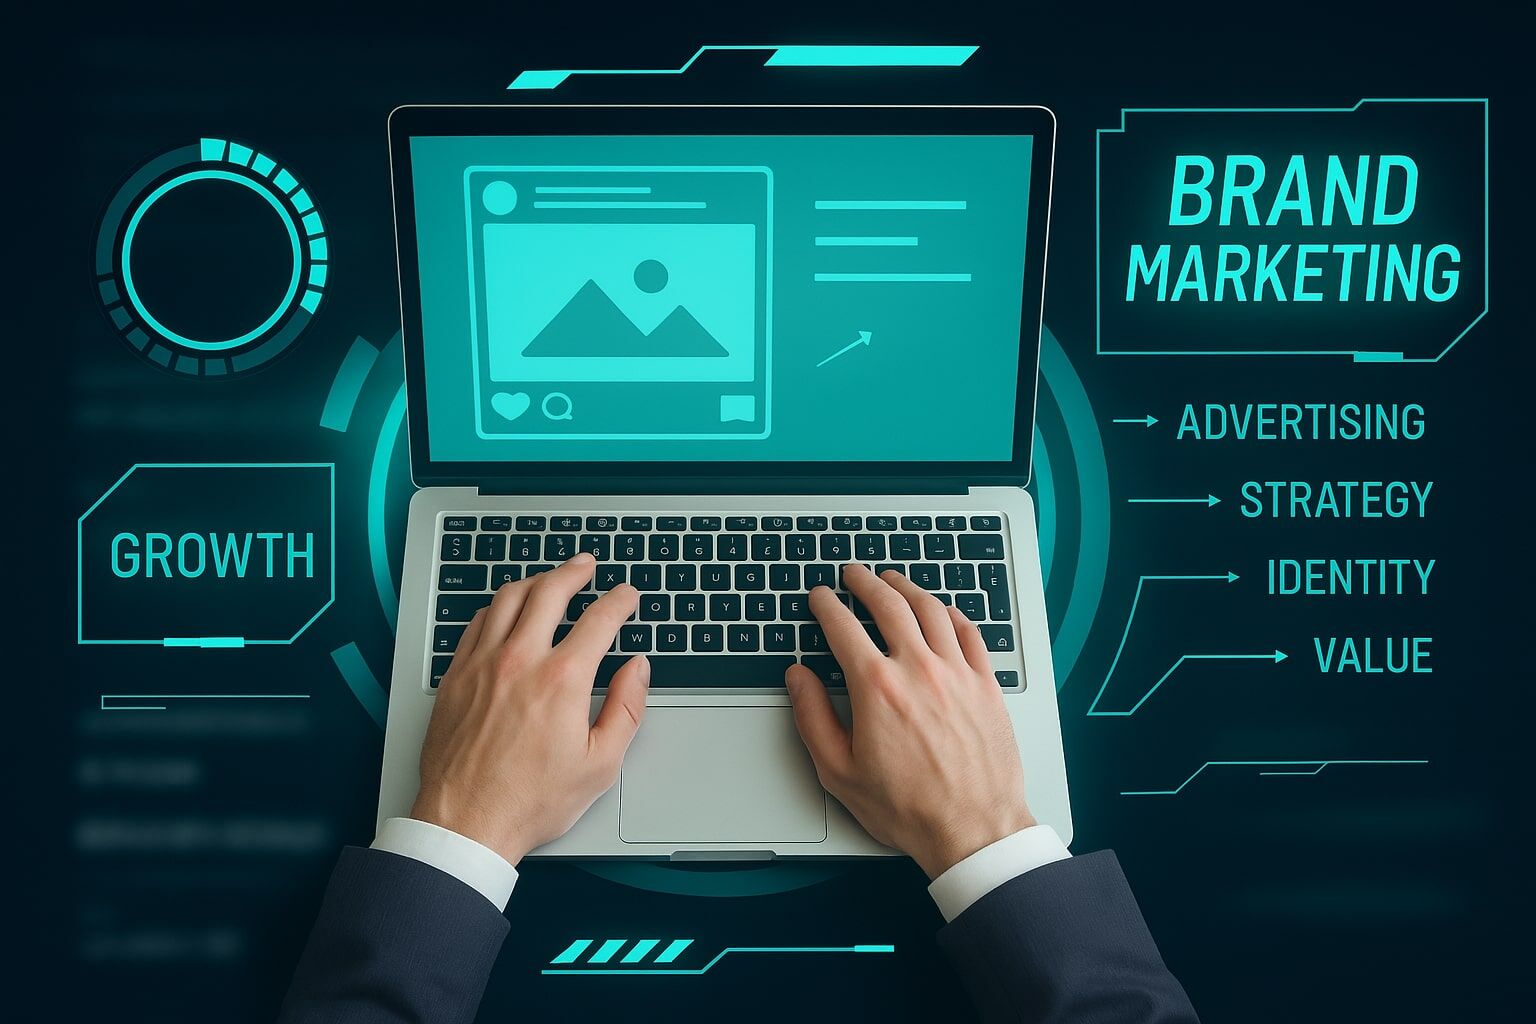 BRAND
MARKETING
ADVERTISING
STRATEGY
IDENTITY
VALUE
GROWTH